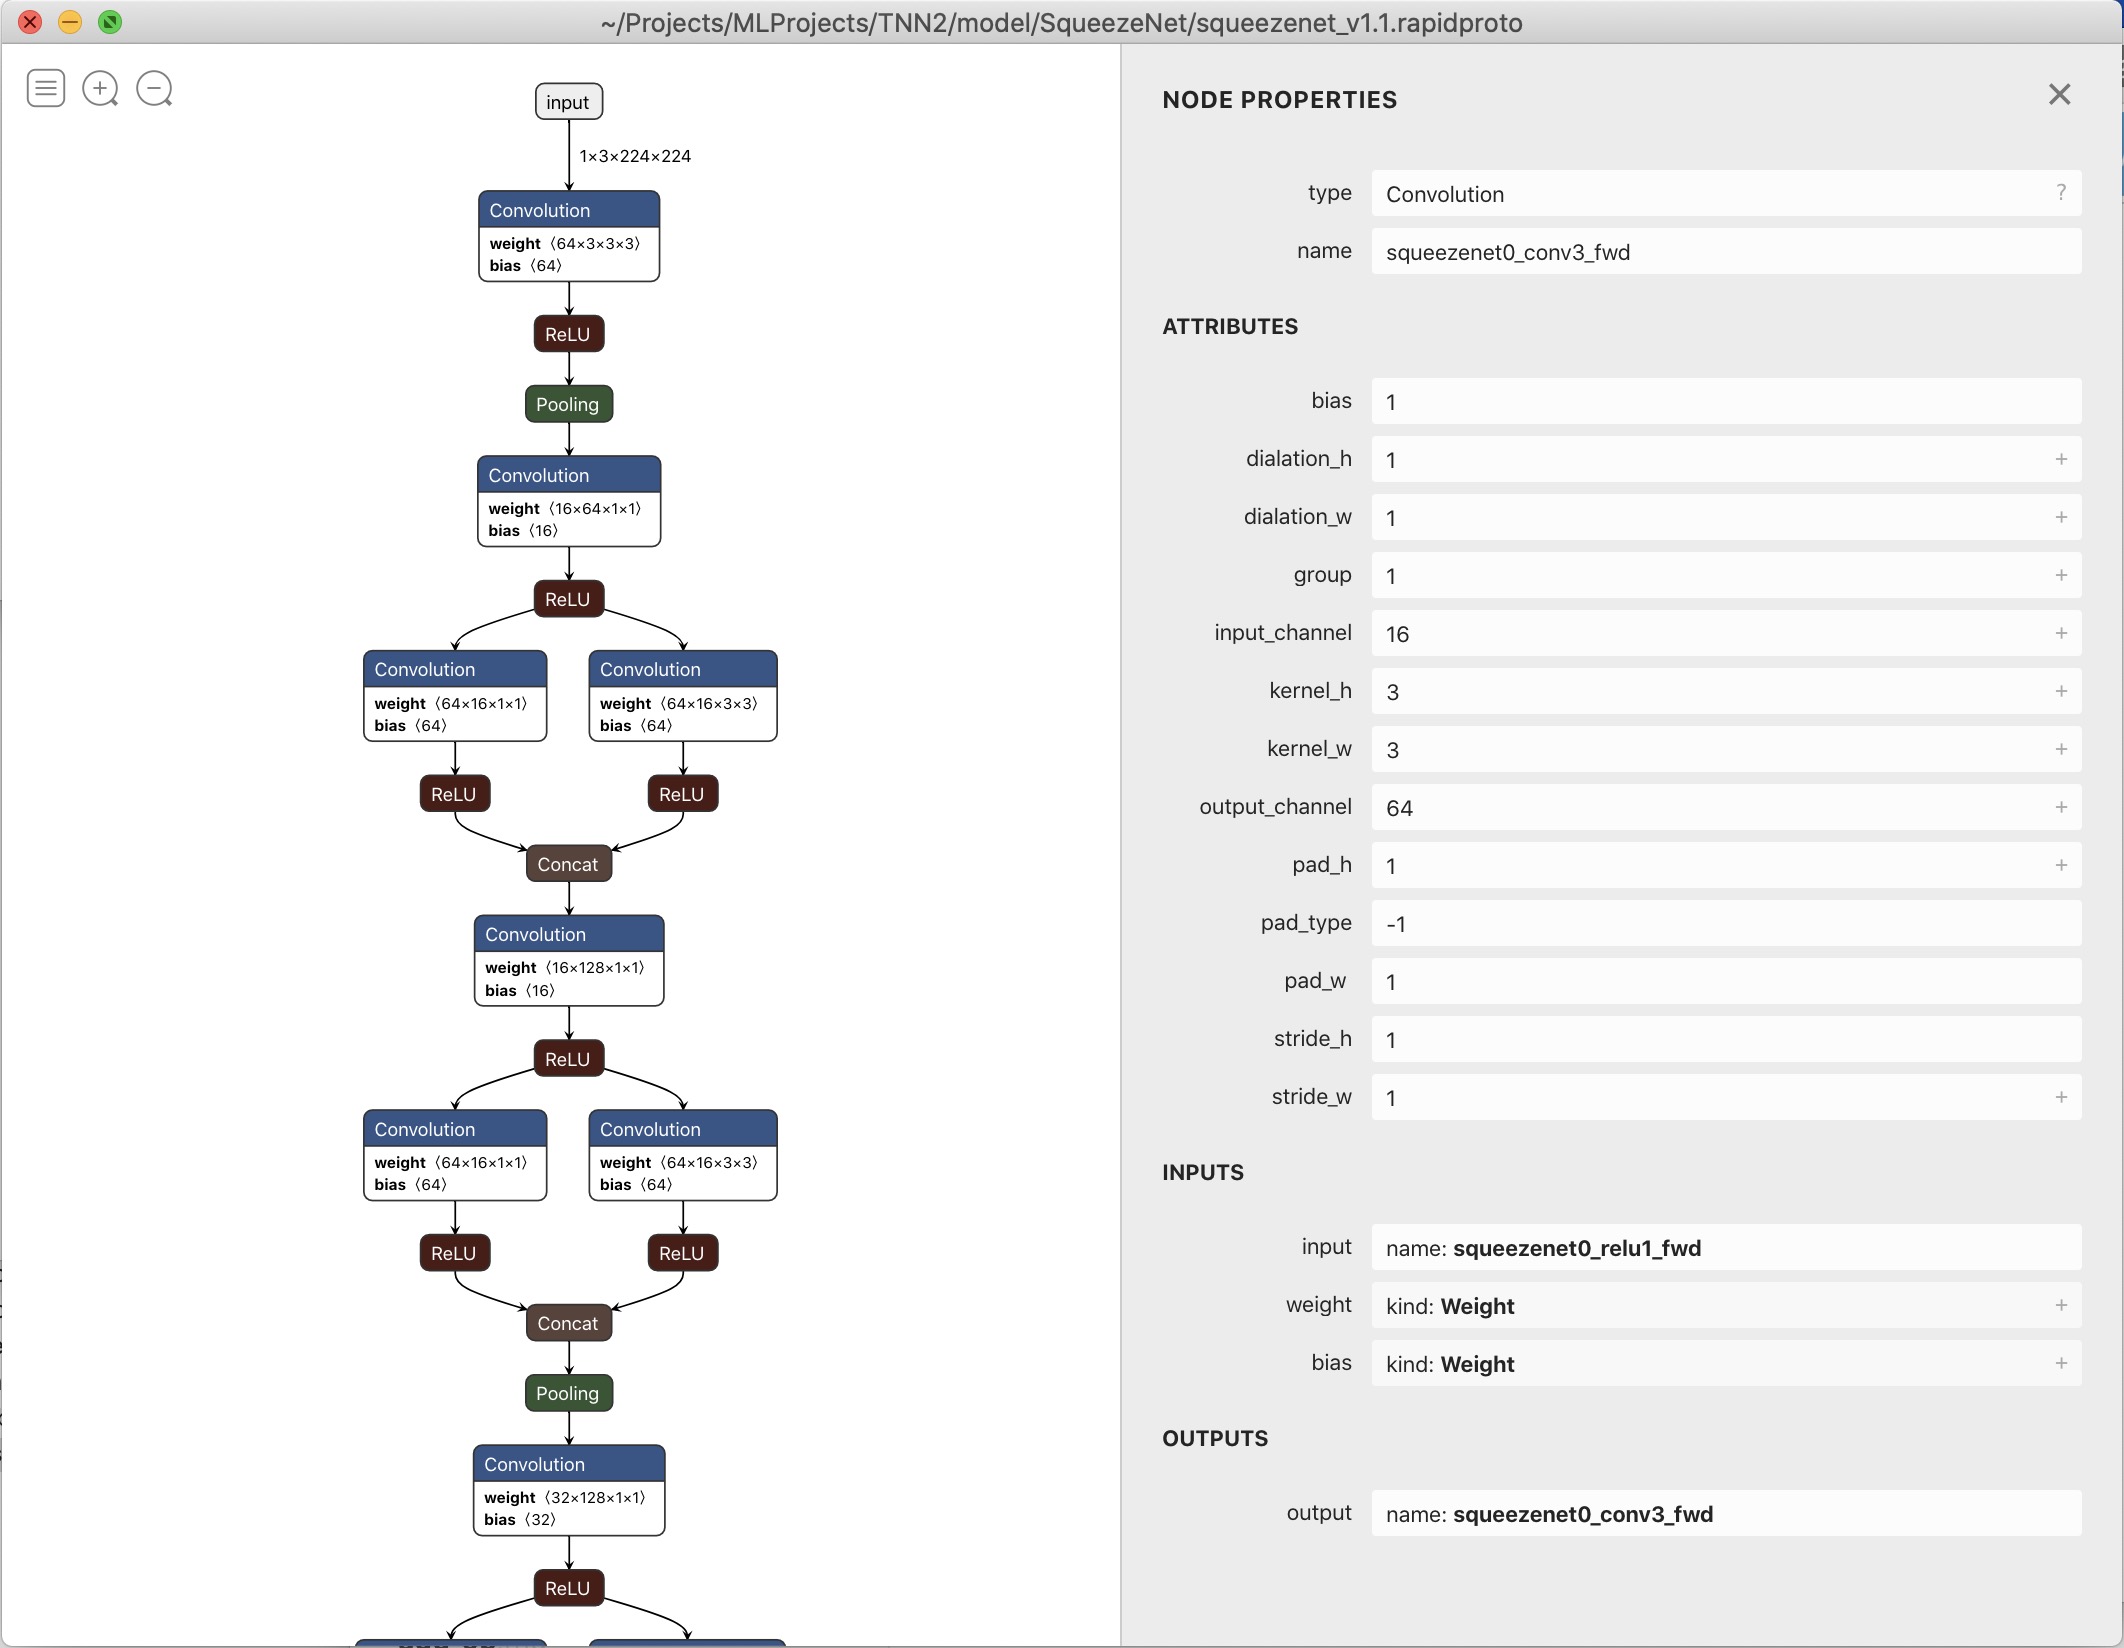 ~/Projects/MLProjects/TNN2/model/SqueezeNet/squeezenet_v1.1.rapidproto
input
1×3×224×224
Convolution
weight ⟨64×3×3×3⟩
bias ⟨64⟩
ReLU
Pooling
Convolution
weight ⟨16×64×1×1⟩
bias ⟨16⟩
ReLU
Convolution
weight ⟨64×16×1×1⟩
bias ⟨64⟩
Convolution
weight ⟨64×16×3×3⟩
bias ⟨64⟩
ReLU
ReLU
Concat
Convolution
weight ⟨16×128×1×1⟩
bias ⟨16⟩
ReLU
Convolution
weight ⟨64×16×1×1⟩
bias ⟨64⟩
Convolution
weight ⟨64×16×3×3⟩
bias ⟨64⟩
ReLU
ReLU
Concat
Pooling
Convolution
weight ⟨32×128×1×1⟩
bias ⟨32⟩
ReLU
NODE PROPERTIES
type Convolution ?
name squeezenet0_conv3_fwd
ATTRIBUTES
bias 1
dialation_h 1 +
dialation_w 1 +
group 1 +
input_channel 16 +
kernel_h 3 +
kernel_w 3 +
output_channel 64 +
pad_h 1 +
pad_type -1
pad_w 1
stride_h 1
stride_w 1 +
INPUTS
input name: squeezenet0_relu1_fwd
weight kind: Weight +
bias kind: Weight +
OUTPUTS
output name: squeezenet0_conv3_fwd